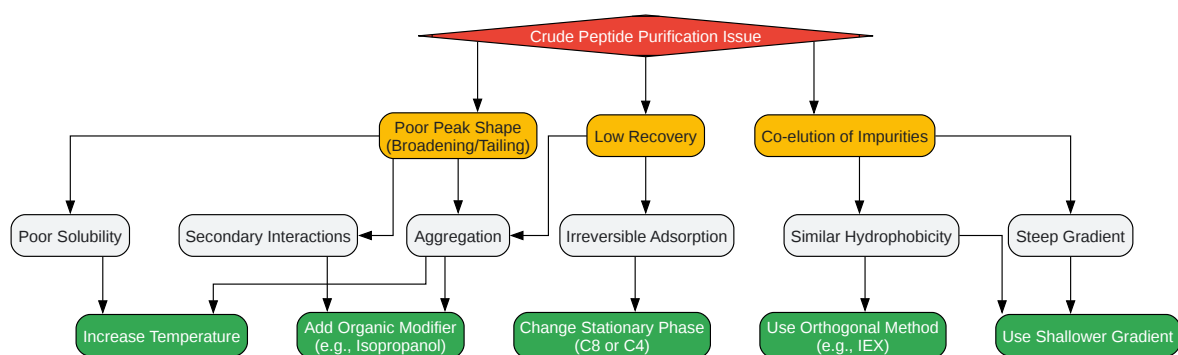 Crude Peptide Purification Issue
Poor Peak Shape
(Broadening/Tailing)
Low Recovery
Co-elution of Impurities
Poor Solubility
Secondary Interactions
Aggregation
Irreversible Adsorption
Similar Hydrophobicity
Steep Gradient
Increase Temperature
Add Organic Modifier
(e.g., Isopropanol)
Change Stationary Phase
(C8 or C4)
Use Orthogonal Method
(e.g., IEX)
Use Shallower Gradient